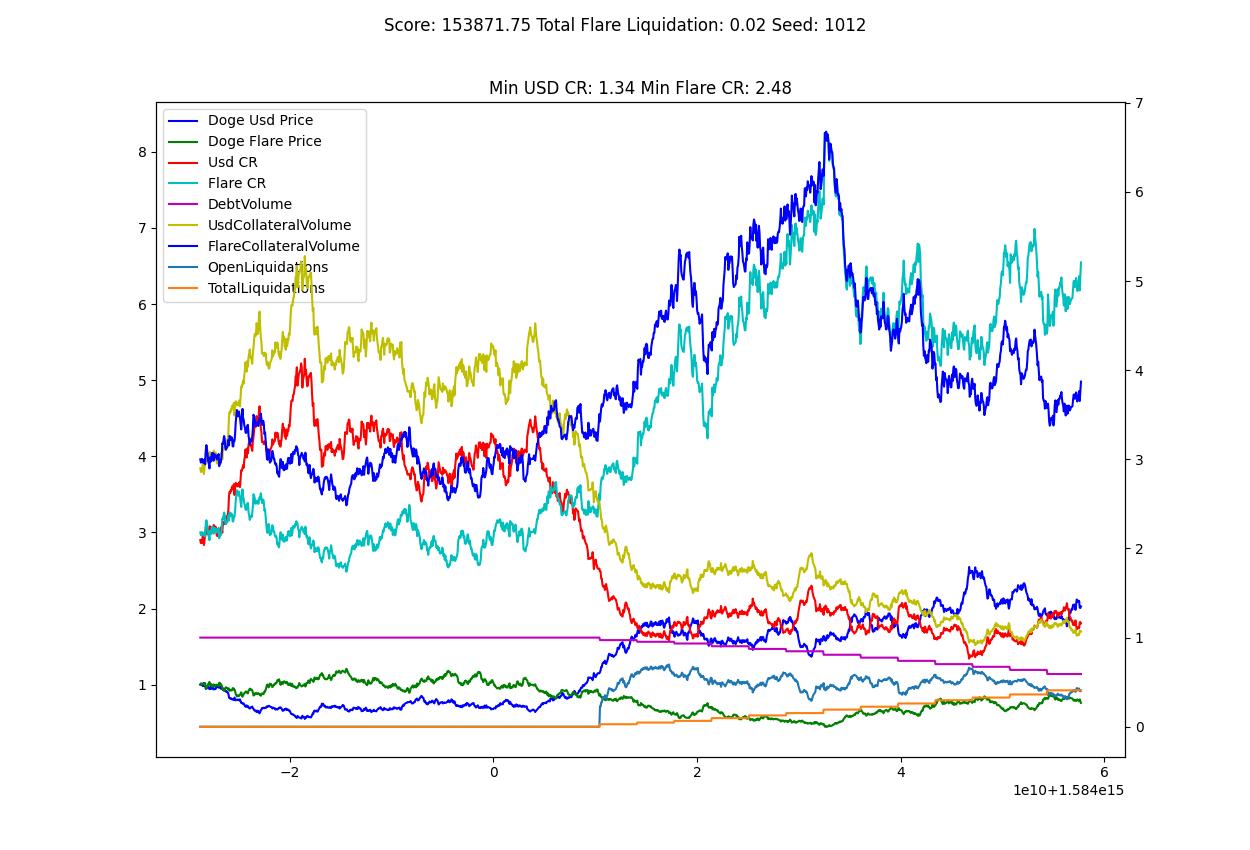 Score: 153871.75 Total Flare Liquidation: 0.02 Seed: 1012
Min USD CR: 1.34 Min Flare CR: 2.48
Doge Usd Price
Doge Flare Price
Usd CR
Flare CR
DebtVolume
UsdCollateralVolume
FlareCollateralVolume
OpenLiquidations
TotalLiquidations
8
7
6
5
4
3
2
1
7
6
5
4
3
2
1
0
−2
0
2
4
6
1e10+1.584e15